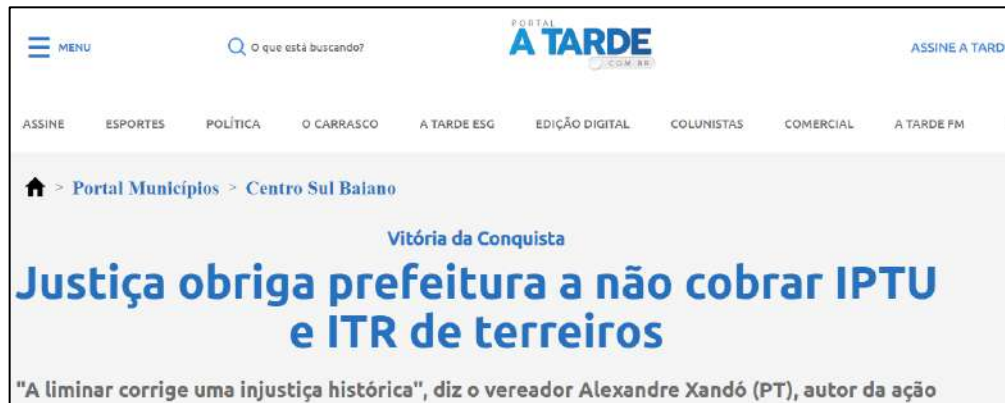 MENU
O que está buscando?
PORTAL
A TARDE
.COM.BR
ASSINE A TARD
ASSINE ESPORTES POLÍTICA O CARRASCO A TARDE ESG EDIÇÃO DIGITAL COLUNISTAS COMERCIAL A TARDE FM
> Portal Municípios > Centro Sul Baiano
Vitória da Conquista
Justiça obriga prefeitura a não cobrar IPTU
e ITR de terreiros
"A liminar corrige uma injustiça histórica", diz o vereador Alexandre Xandó (PT), autor da ação